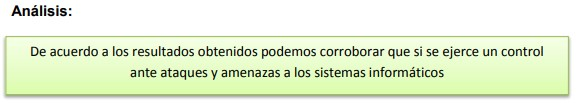 Análisis:
De acuerdo a los resultados obtenidos podemos corroborar que si se ejerce un control
ante ataques y amenazas a los sistemas informáticos